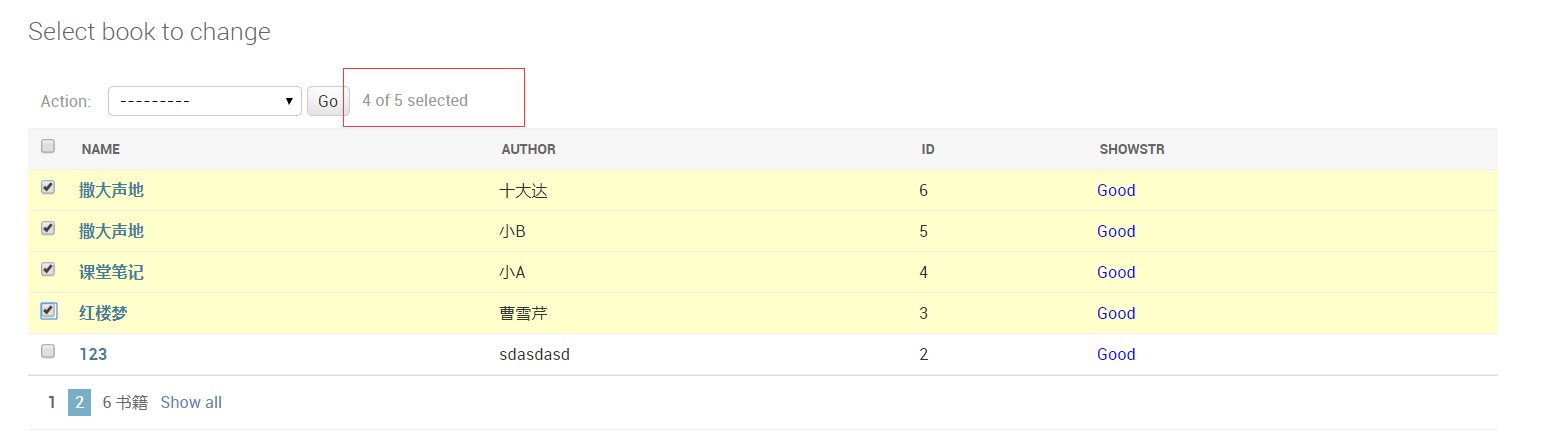 Select book to change
Action: --------- Go 4 of 5 selected
NAME AUTHOR ID SHOWSTR
撒大声地 十大达 6 Good
撒大声地 小B 5 Good
课堂笔记 小A 4 Good
红楼梦 曹雪芹 3 Good
123 sdasdasd 2 Good
1 2 6 书籍 Show all